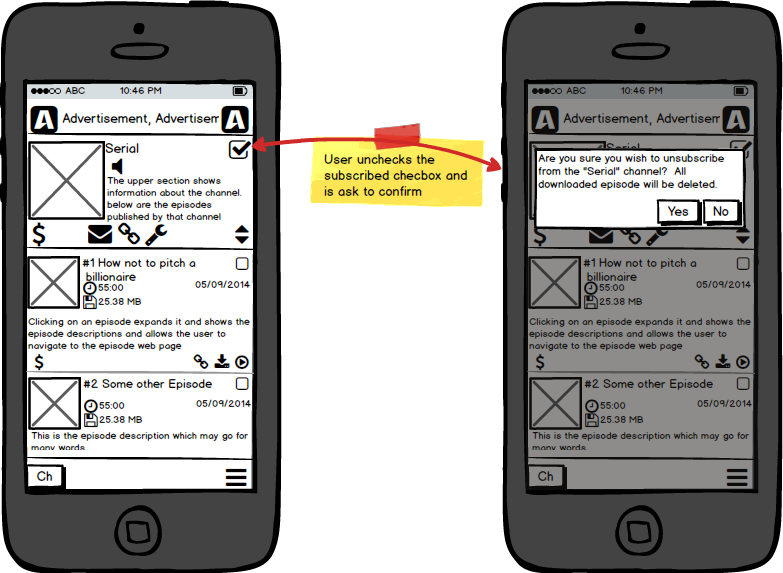 ABC 10:46 PM
A Advertisement, Advertisem A
Serial
The upper section shows
information about the channel.
below are the episodes
published by that channel
$
#1 How not to pitch a
billionaire
55:00 05/09/2014
25.38 MB
Clicking on an episode expands it and shows the
episode descriptions and allows the user to
navigate to the episode web page
$
#2 Some other Episode
55:00 05/09/2014
25.38 MB
This is the episode description which may go for
many words
Ch
User unchecks the
subscribed checbox and
is ask to confirm
ABC 10:46 PM
A Advertisement, Advertisem A
Serial
Are you sure you wish to unsubscribe
from the "Serial" channel? All
downloaded episode will be deleted.
Yes No
$
#1 How not to pitch a
billionaire
55:00 05/09/2014
25.38 MB
Clicking on an episode expands it and shows the
episode descriptions and allows the user to
navigate to the episode web page
$
#2 Some other Episode
55:00 05/09/2014
25.38 MB
This is the episode description which may go for
many words
Ch